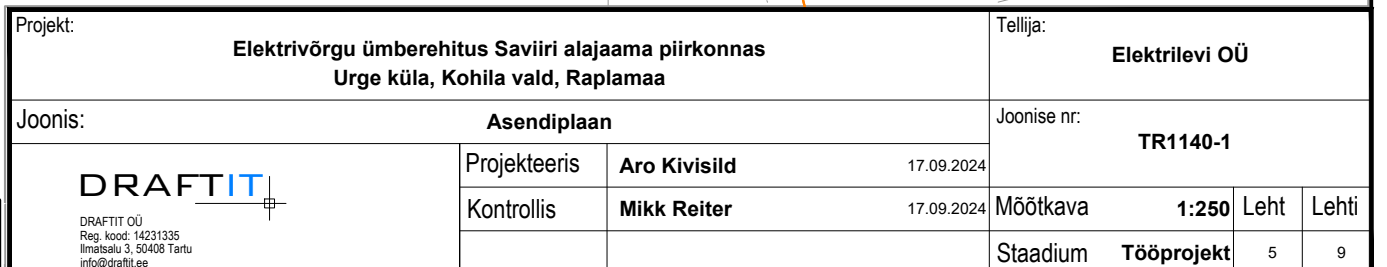 Projekt:
Elektrivõrgu ümberehitus Saviiri alajaama piirkonnas
Urge küla, Kohila vald, Raplamaa
Tellija:
Elektrilevi OÜ
Joonis:
Asendiplaan
Joonise nr:
TR1140-1
DRAFTIT
DRAFTIT OÜ
Reg. kood: 14231335
Ilmatsalu 3, 50408 Tartu
info@draftit.ee
Projekteeris Aro Kivisild 17.09.2024
Kontrollis Mikk Reiter 17.09.2024
Mõõtkava 1:250 Leht Lehti
Staadium Tööprojekt 5 9